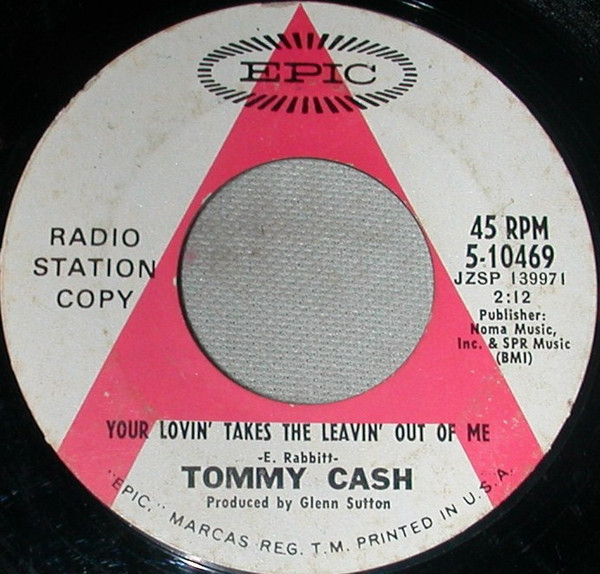 EPIC
RADIO
STATION
COPY
45 RPM
5-10469
JZSP 139971
2:12
Publisher:
Noma Music,
Inc. & SPR Music
(BMI)
YOUR LOVIN' TAKES THE LEAVIN' OUT OF ME
-E. Rabbitt-
TOMMY CASH
Produced by Glenn Sutton
"EPIC," MARCAS REG. T.M. PRINTED IN U.S.A.